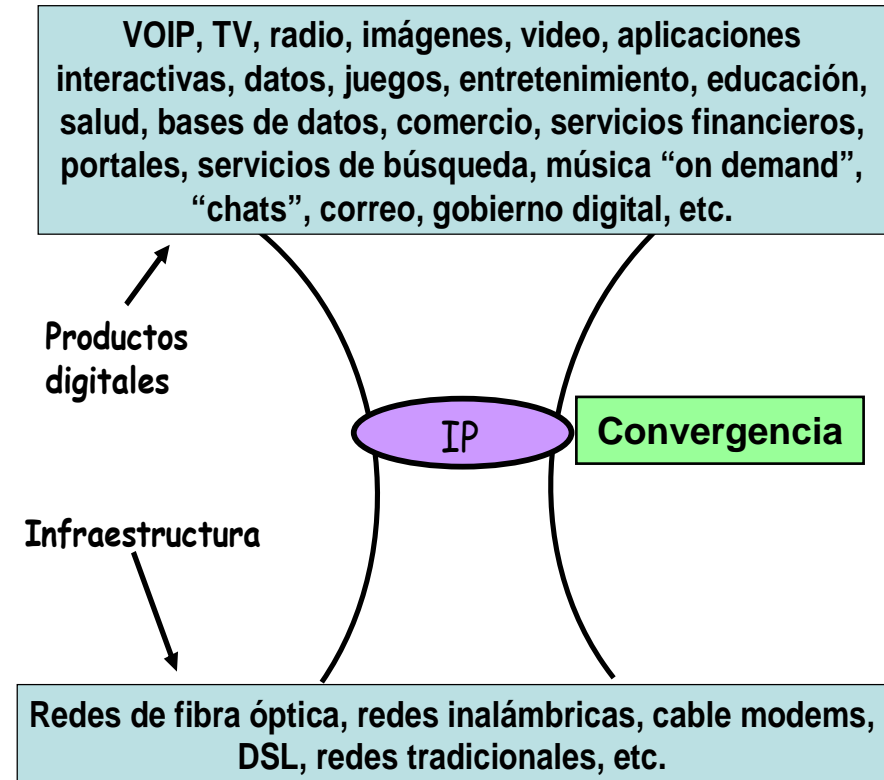 VOIP, TV, radio, imágenes, video, aplicaciones
interactivas, datos, juegos, entretenimiento, educación,
salud, bases de datos, comercio, servicios financieros,
portales, servicios de búsqueda, música “on demand”,
“chats”, correo, gobierno digital, etc.
Productos
digitales
IP
Convergencia
Infraestructura
Redes de fibra óptica, redes inalámbricas, cable modems,
DSL, redes tradicionales, etc.